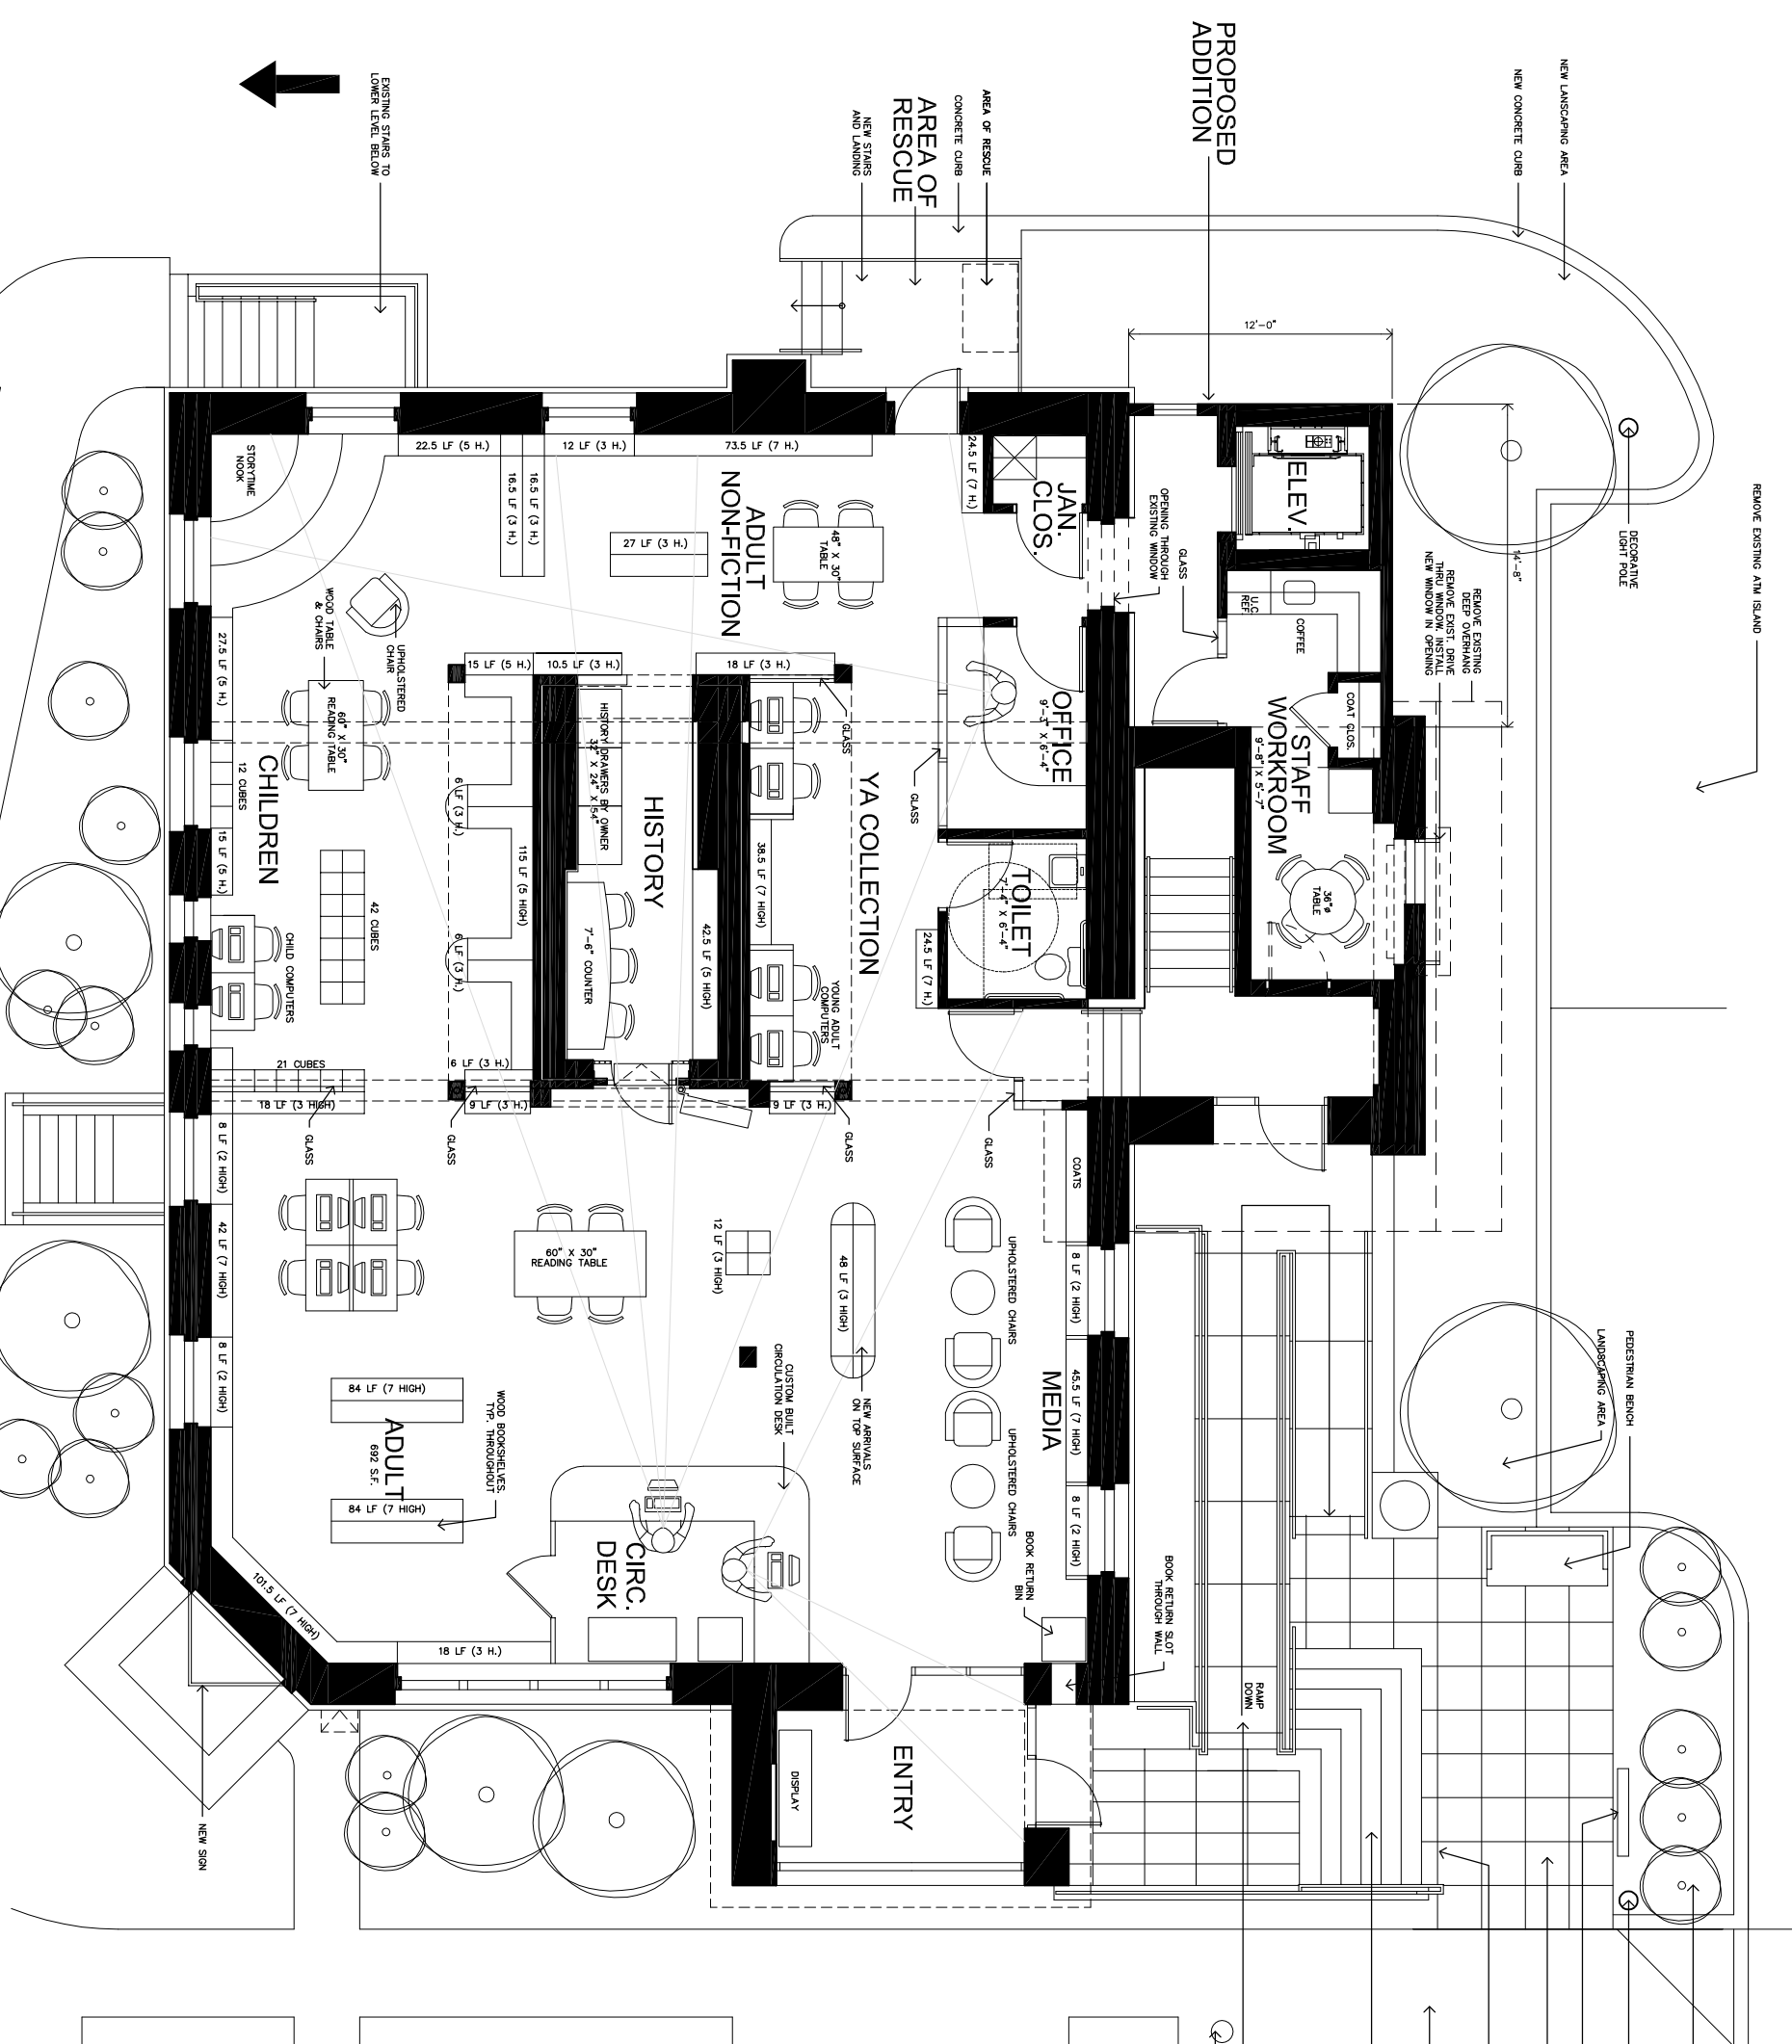 PROPOSED
ADDITION
NEW LANSCAPING AREA
NEW CONCRETE CURB
AREA OF RESCUE
CONCRETE CURB
AREA OF
RESCUE
NEW STAIRS
AND LANDING
EXISTING STAIRS TO
LOWER LEVEL BELOW
REMOVE EXISTING ATM ISLAND
DECORATIVE
LIGHT POLE
12'-0"
14'-8"
REMOVE EXISTING
DEEP OVERHANG
REMOVE EXIST. DRIVE
THRU WINDOW, INSTALL
NEW WINDOW IN OPENING
ELEV.
OPENING THROUGH
EXISTING WINDOW
GLASS
U.C.
REF.
COFFEE
COAT CLOS.
STAFF
WORKROOM
9'-8" X 5'-7"
36"ø
TABLE
JAN.
CLOS.
24.5 LF (7 H.)
OFFICE
9'-3" X 6'-4"
GLASS
TOILET
7'-4" X 6'-4"
24.5 LF (7 H.)
STORYTIME
NOOK
22.5 LF (5 H.)
12 LF (3 H.)
73.5 LF (7 H.)
16.5 LF (3 H.)
16.5 LF (3 H.)
ADULT
NON-FICTION
27 LF (3 H.)
48" X 30"
TABLE
WOOD TABLE
& CHAIRS
UPHOLSTERED
CHAIR
27.5 LF (5 H.)
60" X 30"
READING TABLE
12 CUBES
CHILDREN
15 LF (5 H.)
42 CUBES
CHILD COMPUTERS
21 CUBES
18 LF (3 HIGH)
GLASS
15 LF (5 H.)
10.5 LF (3 H.)
18 LF (3 H.)
GLASS
6 LF (3 H.)
6 LF (3 H.)
115 LF (5 HIGH)
6 LF (3 H.)
9 LF (3 H.)
GLASS
HISTORY DRAWERS BY OWNER
32" X 24" X 54"
HISTORY
7'-6" COUNTER
42.5 LF (5 HIGH)
38.5 LF (7 HIGH)
YA COLLECTION
YOUNG ADULT
COMPUTERS
9 LF (3 H.)
GLASS
GLASS
COATS
8 LF (2 HIGH)
42 LF (7 HIGH)
8 LF (2 HIGH)
60" X 30"
READING TABLE
12 LF (3 HIGH)
48 LF (3 HIGH)
NEW ARRIVALS
ON TOP SURFACE
CUSTOM BUILT
CIRCULATION DESK
UPHOLSTERED CHAIRS
UPHOLSTERED CHAIRS
8 LF (2 HIGH)
45.5 LF (7 HIGH)
8 LF (2 HIGH)
MEDIA
BOOK RETURN
BIN
BOOK RETURN SLOT
THROUGH WALL
84 LF (7 HIGH)
ADULT
692 S.F.
84 LF (7 HIGH)
WOOD BOOKSHELVES,
TYP. THROUGHOUT
CIRC.
DESK
101.5 LF (7 HIGH)
18 LF (3 H.)
ENTRY
DISPLAY
NEW SIGN
RAMP
DOWN
LANDSCAPING AREA
PEDESTRIAN BENCH